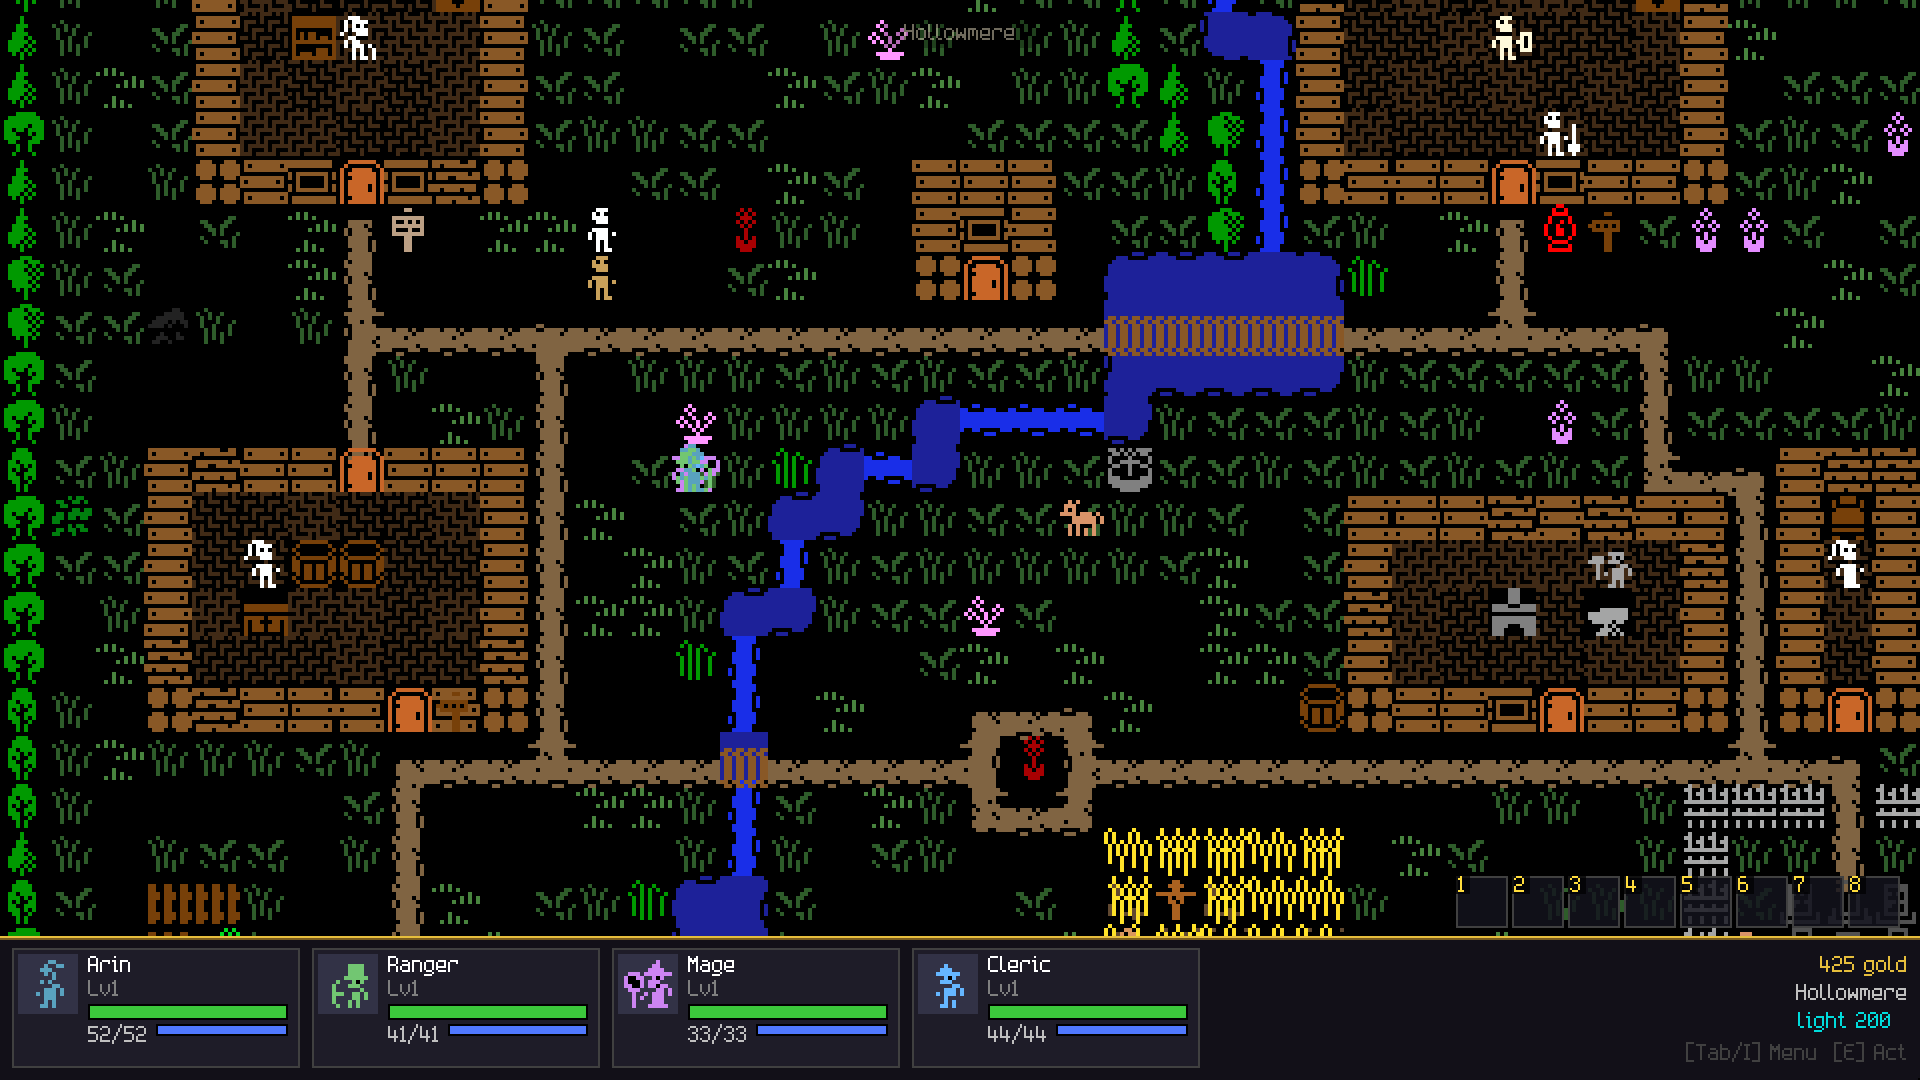 Hollowmere
1 2 3 4 5 6 7 8
Arin
Lv1
52/52
Ranger
Lv1
41/41
Mage
Lv1
33/33
Cleric
Lv1
44/44
425 gold
Hollowmere
light 200
[Tab/I] Menu [E] Act